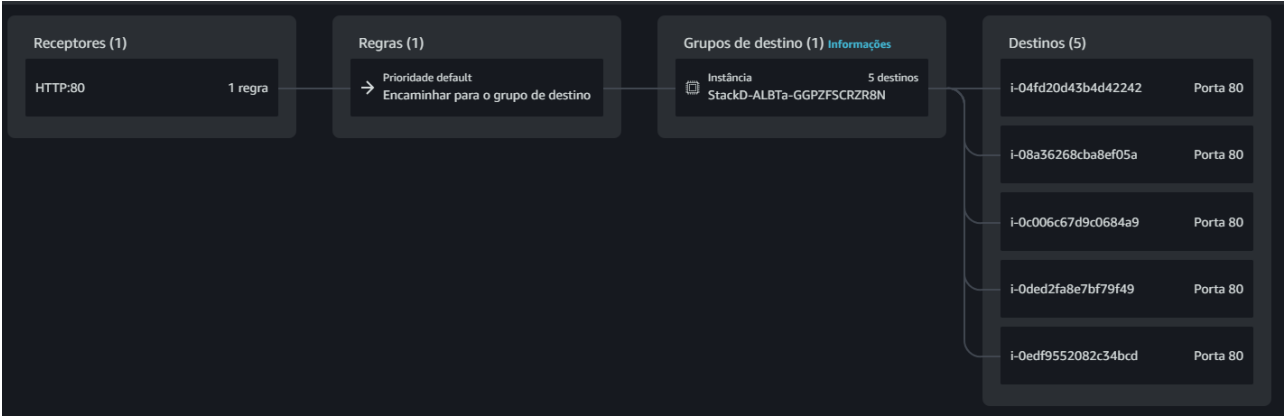 Receptores (1)
HTTP:80 1 regra
Regras (1)
Prioridade default
Encaminhar para o grupo de destino
Grupos de destino (1) Informações
Instância 5 destinos
StackD-ALBTa-GGPZFSCRZR8N
Destinos (5)
i-04fd20d43b4d42242 Porta 80
i-08a36268cba8ef05a Porta 80
i-0c006c67d9c0684a9 Porta 80
i-0ded2fa8e7bf79f49 Porta 80
i-0edf9552082c34bcd Porta 80